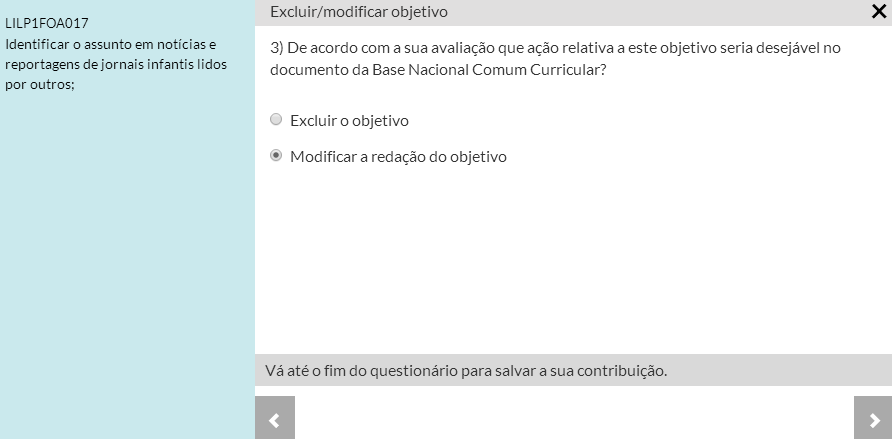 LILP1FOA017
Identificar o assunto em notícias e
reportagens de jornais infantis lidos
por outros;
Excluir/modificar objetivo
3) De acordo com a sua avaliação que ação relativa a este objetivo seria desejável no
documento da Base Nacional Comum Curricular?
Excluir o objetivo
Modificar a redação do objetivo
Vá até o fim do questionário para salvar a sua contribuição.